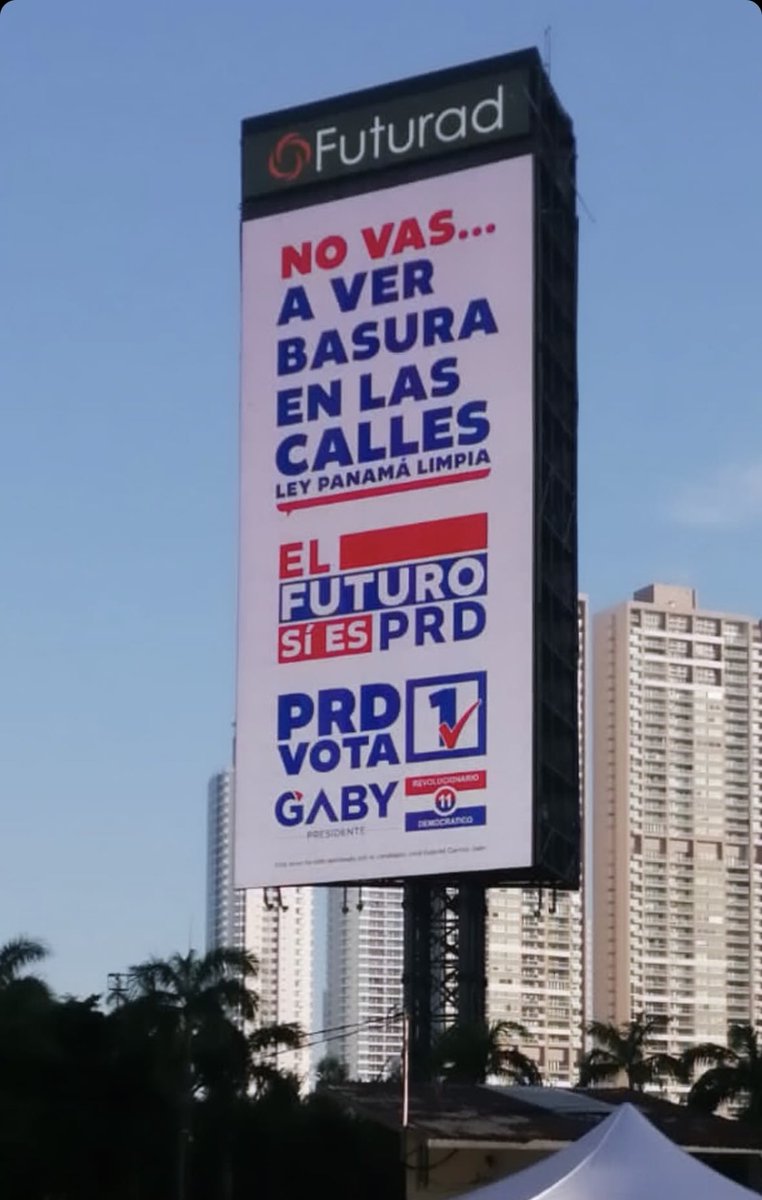 Futurad
NO VAS...
A VER
BASURA
EN LAS
CALLES
LEY PANAMÁ LIMPIA
EL
FUTURO
SÍ ES PRD
PRD 1
VOTA
GABY
PRESIDENTE
REVOLUCIONARIO
11
DEMOCRÁTICO